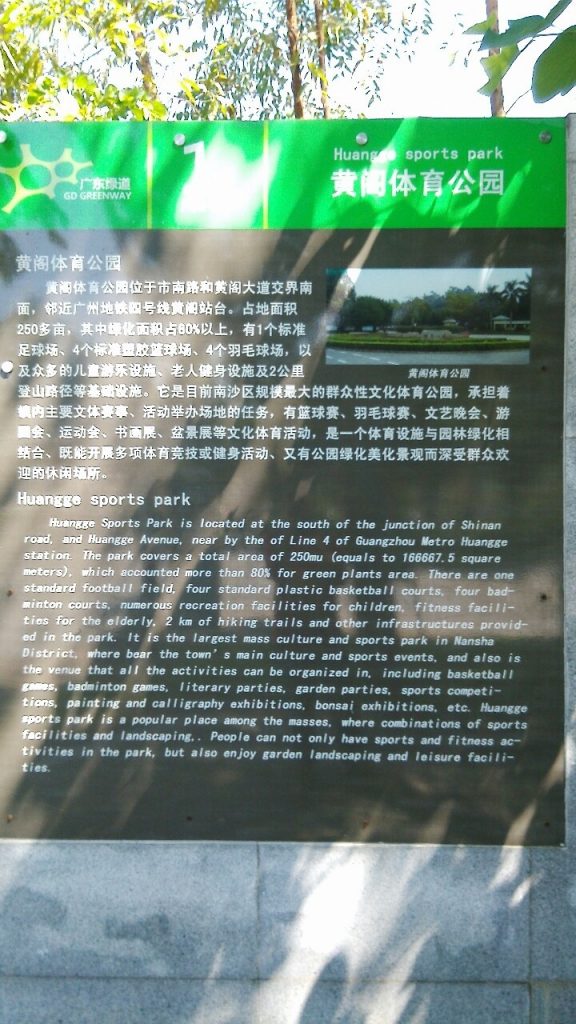 广东绿道
GD GREENWAY
1
Huangge sports park
黄阁体育公园
黄阁体育公园
黄阁体育公园位于市南路和黄阁大道交界南
面，邻近广州地铁四号线黄阁站台。占地面积
250多亩，其中绿化面积占80%以上，有1个标准
足球场、4个标准塑胶篮球场、4个羽毛球场，以
及众多的儿童游乐设施、老人健身设施及2公里
登山路径等基础设施。它是目前南沙区规模最大的群众性文化体育公园，承担着
镇内主要文体赛事、活动举办场地的任务，有篮球赛、羽毛球赛、文艺晚会、游
园会、运动会、书画展、盆景展等文化体育活动，是一个体育设施与园林绿化相
结合、既能开展多项体育竞技或健身活动、又有公园绿化美化景观而深受群众欢
迎的休闲场所。
黄阁体育公园
Huangge sports park
Huangge Sports Park is located at the south of the junction of Shinan
road, and Huangge Avenue, near by the of Line 4 of Guangzhou Metro Huangge
station. The park covers a total area of 250mu (equals to 166667.5 square
meters), which accounted more than 80% for green plants area. There are one
standard football field, four standard plastic basketball courts, four bad-
minton courts, numerous recreation facilities for children, fitness facili-
ties for the elderly, 2 km of hiking trails and other infrastructures provid-
ed in the park. It is the largest mass culture and sports park in Nansha
District, where bear the town's main culture and sports events, and also is
the venue that all the activities can be organized in, including basketball
games, badminton games, literary parties, garden parties, sports competi-
tions, painting and calligraphy exhibitions, bonsai exhibitions, etc. Huangge
sports park is a popular place among the masses, where combinations of sports
facilities and landscaping,. People can not only have sports and fitness ac-
tivities in the park, but also enjoy garden landscaping and leisure facili-
ties.